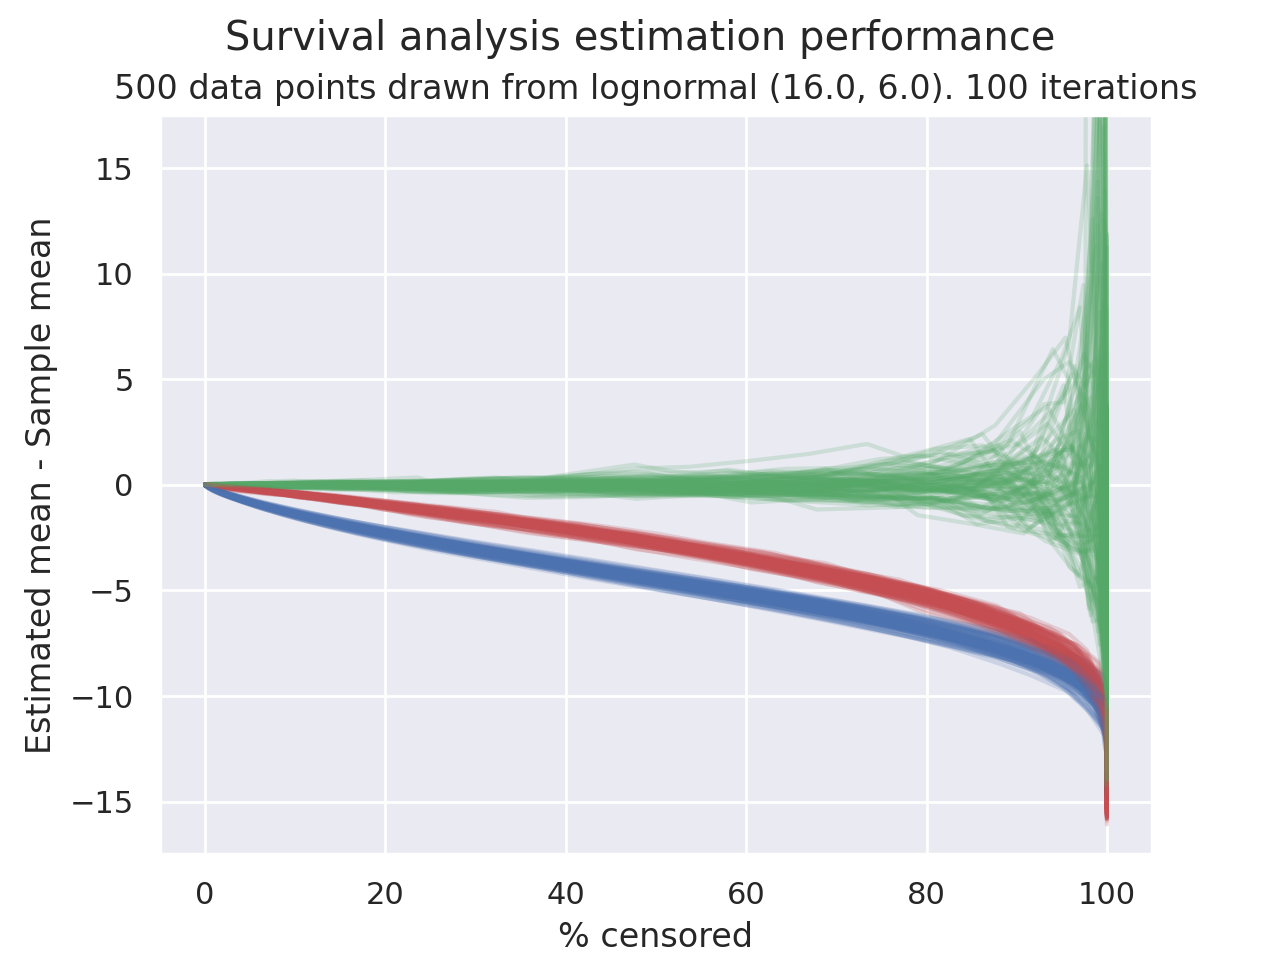 Survival analysis estimation performance
500 data points drawn from lognormal (16.0, 6.0). 100 iterations
Estimated mean - Sample mean
15
10
5
0
−5
−10
−15
0 20 40 60 80 100
% censored